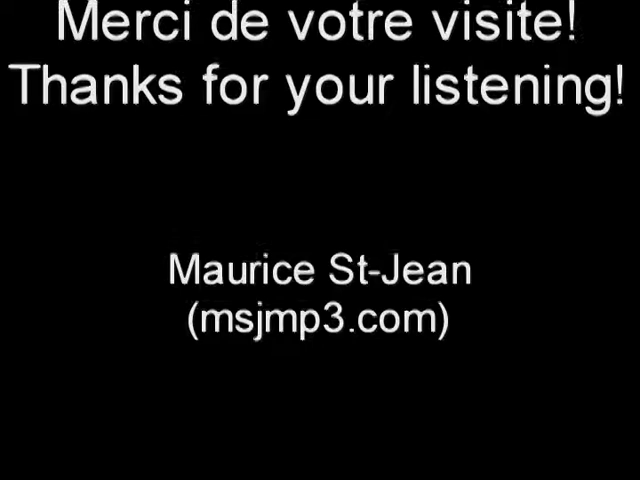 Merci de votre visite!
Thanks for your listening!
Maurice St-Jean
(msjmp3.com)